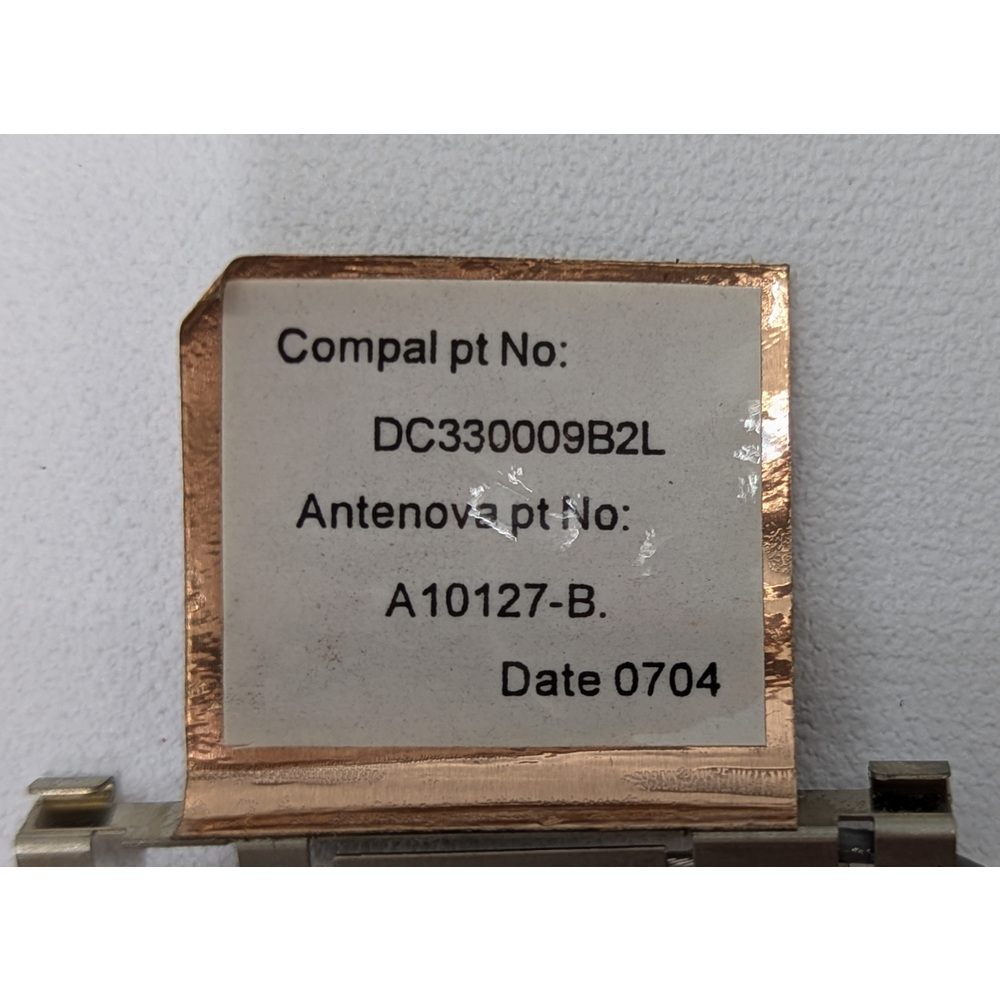 Compal pt No:
DC330009B2L
Antenova pt No:
A10127-B.
Date 0704